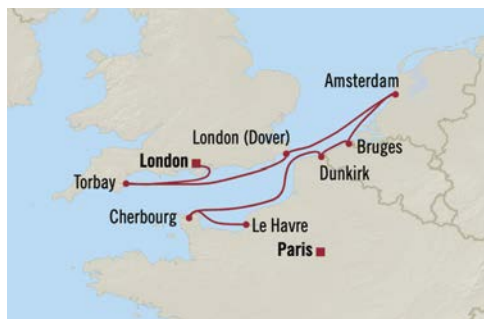 Amsterdam
London (Dover)
Bruges
London
Dunkirk
Torbay
Cherbourg
Le Havre
Paris